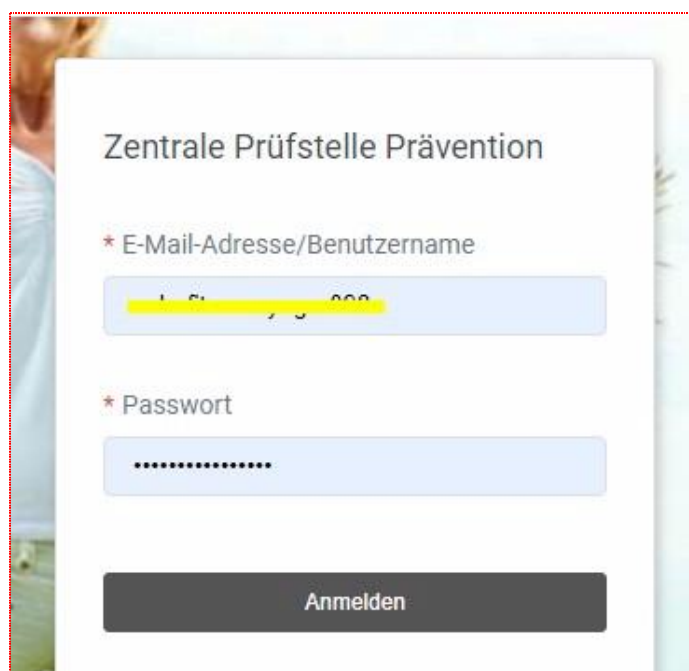 Zentrale Prüfstelle Prävention
* E-Mail-Adresse/Benutzername
* Passwort
••••••••••••••••
Anmelden